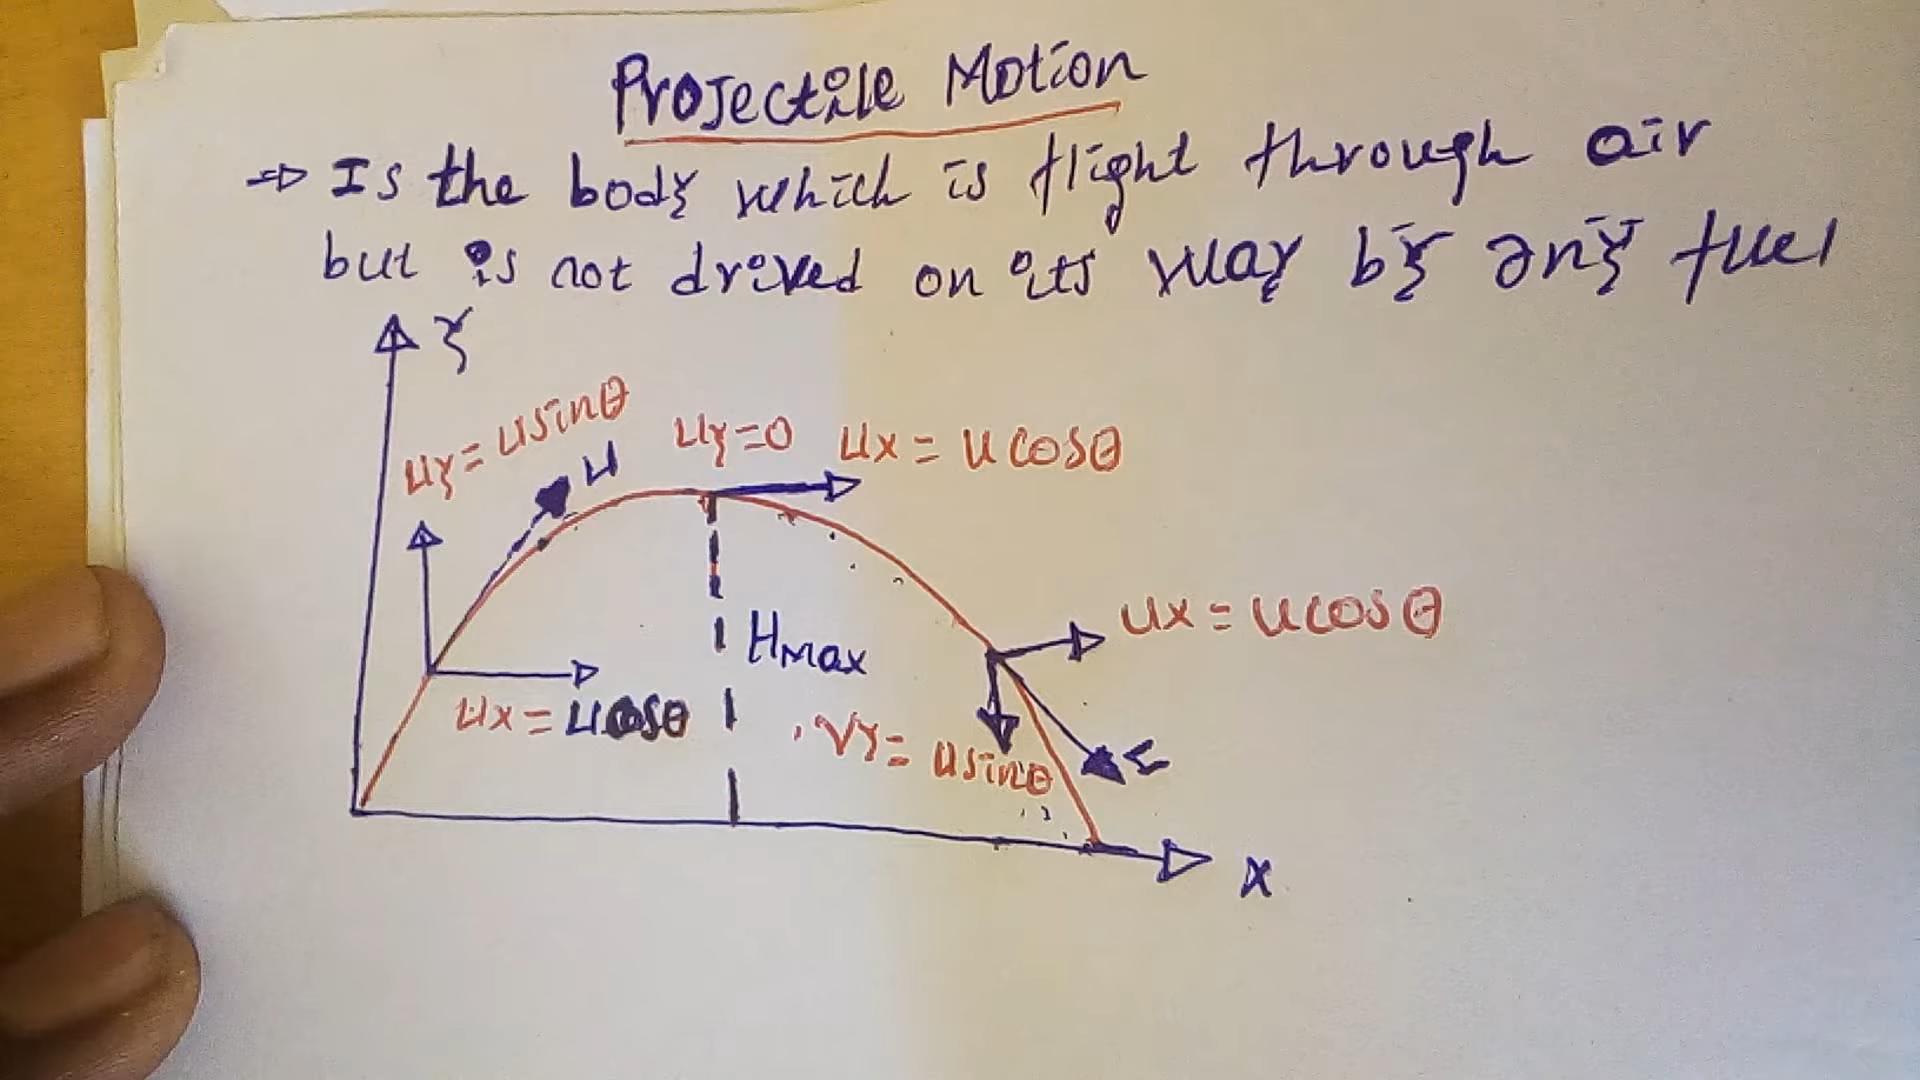 Projectile Motion
⇒ Is the body which is flight through air
but is not drived on its way by any fuel
y
uy = usinθ
u
uy=0
ux = ucosθ
ux = ucosθ
Hmax
ux = ucosθ
Vy = usinθ
x